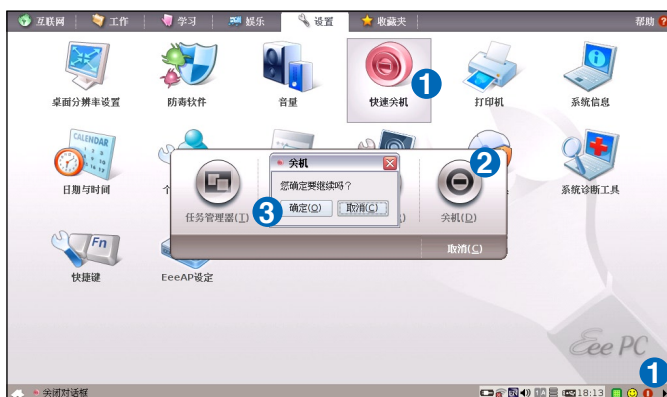 互联网 工作 学习 娱乐 设置 收藏夹 帮助
桌面分辨率设置 防毒软件 音量 快速关机 打印机 系统信息
1
CALENDAR
日期与时间 系统诊断工具
关机
您确定要继续吗？
确定(O) 取消(C)
任务管理器(T) 关机(D)
2
3
取消(C)
Fn
快捷键 EeeAP设定
Eee PC
1
关闭对话框 18:13